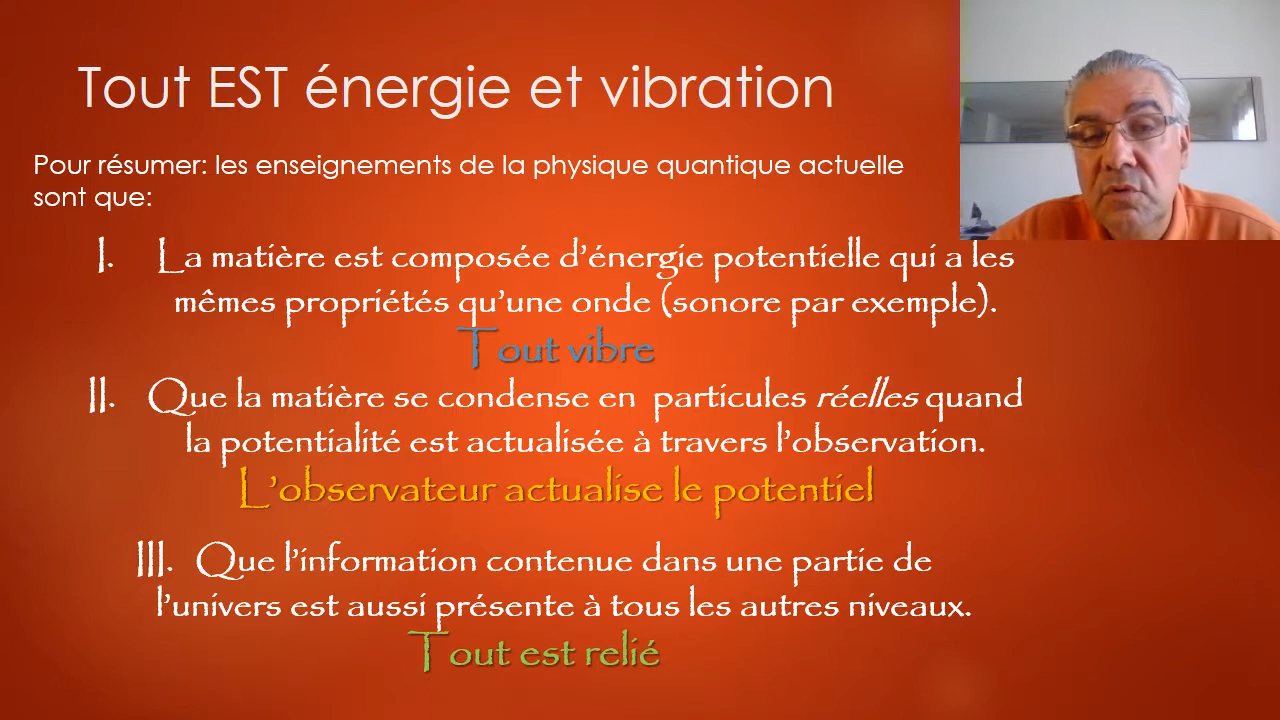 Tout EST énergie et vibration
Pour résumer: les enseignements de la physique quantique actuelle
sont que:
I. La matière est composée d'énergie potentielle qui a les
mêmes propriétés qu'une onde (sonore par exemple).
Tout vibre
II. Que la matière se condense en particules réelles quand
la potentialité est actualisée à travers l'observation.
L'observateur actualise le potentiel
III. Que l'information contenue dans une partie de
l'univers est aussi présente à tous les autres niveaux.
Tout est relié